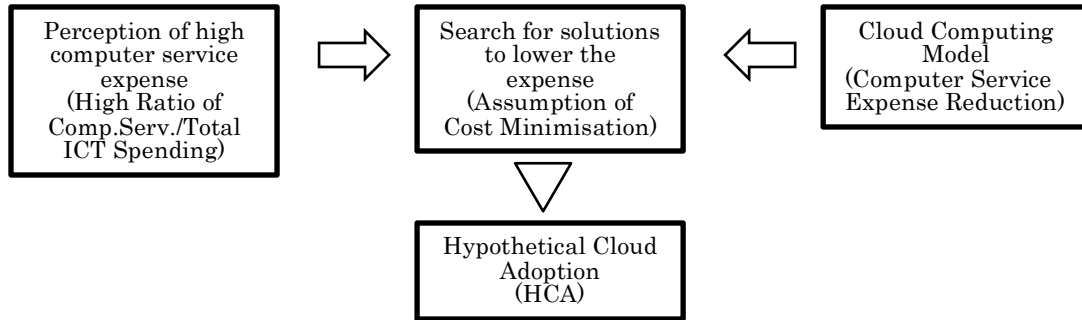 Perception of high
computer service
expense
(High Ratio of
Comp.Serv./Total
ICT Spending)
Search for solutions
to lower the
expense
(Assumption of
Cost Minimisation)
Cloud Computing
Model
(Computer Service
Expense Reduction)
Hypothetical Cloud
Adoption
(HCA)